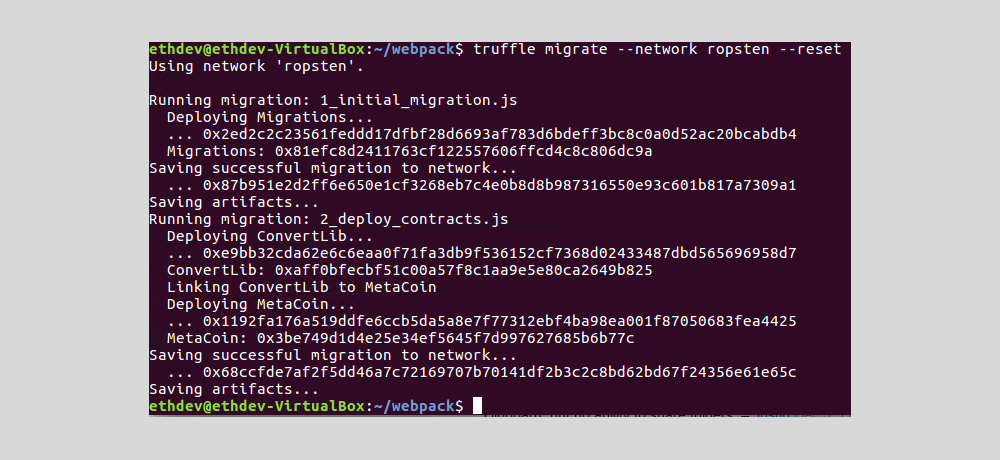 ethdev@ethdev-VirtualBox:~/webpack$ truffle migrate --network ropsten --reset
Using network 'ropsten'.
Running migration: 1_initial_migration.js
Deploying Migrations...
... 0x2ed2c2c23561feddd17dfbf28d6693af783d6bdeff3bc8c0a0d52ac20bcabdb4
Migrations: 0x81efc8d2411763cf122557606ffcd4c8c806dc9a
Saving successful migration to network...
... 0x87b951e2d2ff6e650e1cf3268eb7c4e0b8d8b987316550e93c601b817a7309a1
Saving artifacts...
Running migration: 2_deploy_contracts.js
Deploying ConvertLib...
... 0xe9bb32cda62e6c6eaa0f71fa3db9f536152cf7368d02433487dbd565696958d7
ConvertLib: 0xaff0bfecbf51c00a57f8c1aa9e5e80ca2649b825
Linking ConvertLib to MetaCoin
Deploying MetaCoin...
... 0x1192fa176a519ddfe6ccb5da5a8e7f77312ebf4ba98ea001f87050683fea4425
MetaCoin: 0x3be749d1d4e25e34ef5645f7d997627685b6b77c
Saving successful migration to network...
... 0x68ccfde7af2f5dd46a7c72169707b70141df2b3c2c8bd62bd67f24356e61e65c
Saving artifacts...
ethdev@ethdev-VirtualBox:~/webpack$